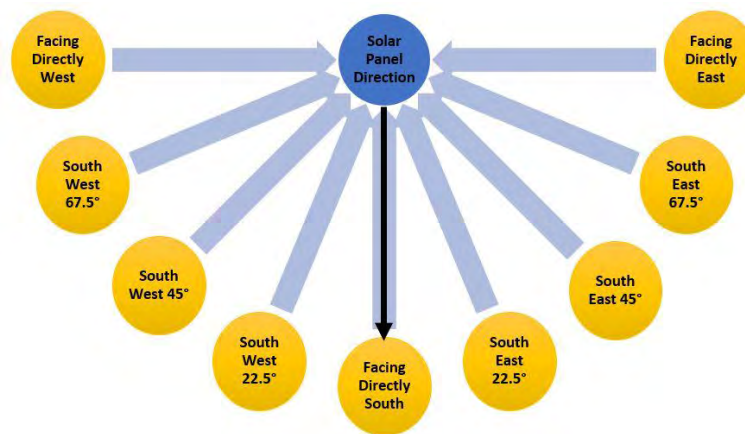 Facing
Directly
West
Solar
Panel
Direction
Facing
Directly
East
South
West
67.5°
South
East
67.5°
South
West 45°
South
East 45°
South
West
22.5°
Facing
Directly
South
South
East
22.5°